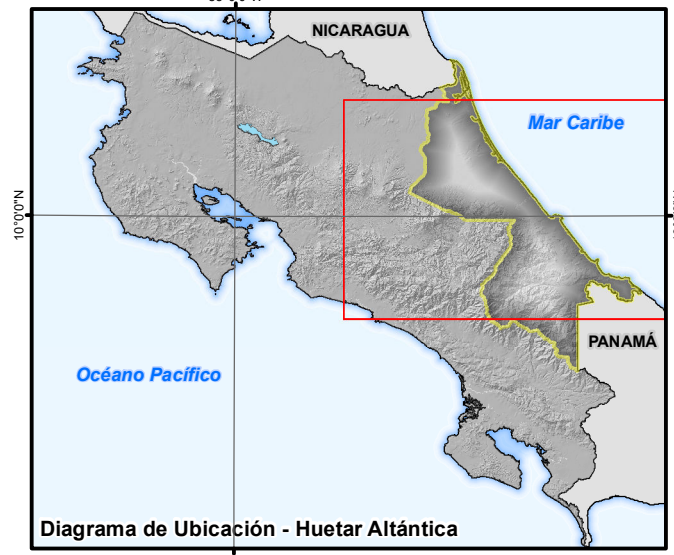 NICARAGUA
Mar Caribe
10°0'0"N
PANAMÁ
Océano Pacífico
Diagrama de Ubicación - Huetar Altántica